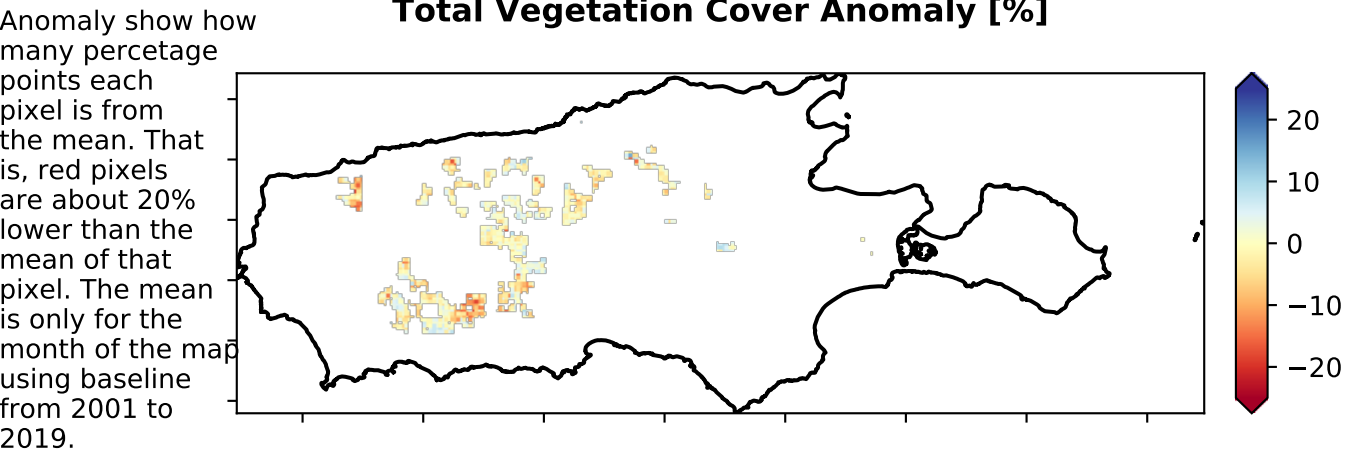 Total Vegetation Cover Anomaly [%]
Anomaly show how
many percetage
points each
pixel is from
the mean. That
is, red pixels
are about 20%
lower than the
mean of that
pixel. The mean
is only for the
month of the map
using baseline
from 2001 to
2019.
20
10
0
−10
−20